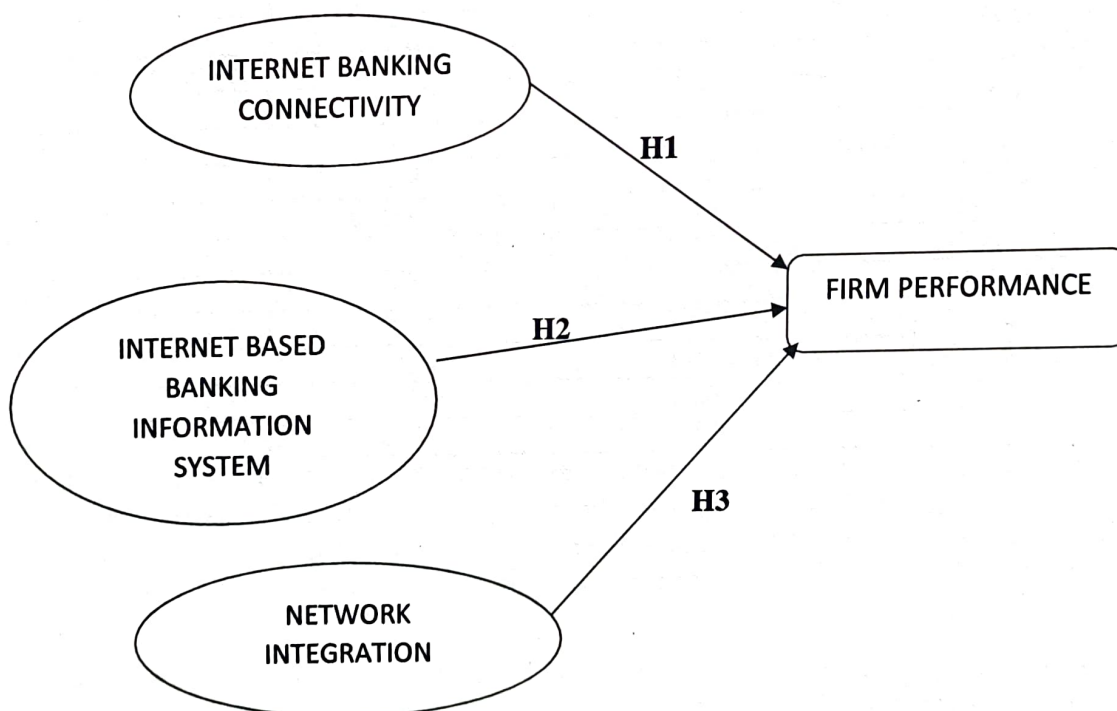 INTERNET BANKING
CONNECTIVITY
H1
FIRM PERFORMANCE
H2
INTERNET BASED
BANKING
INFORMATION
SYSTEM
H3
NETWORK
INTEGRATION